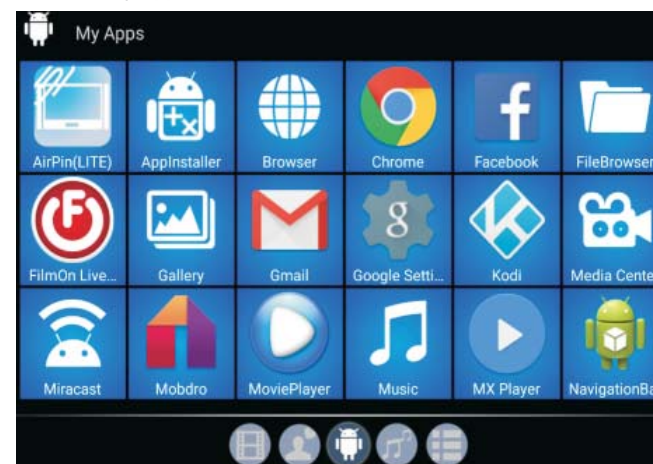 My Apps
AirPin(LITE) AppInstaller Browser Chrome Facebook FileBrowser
FilmOn Live... Gallery Gmail Google Setti... Kodi Media Cente
Miracast Mobdro MoviePlayer Music MX Player NavigationBa